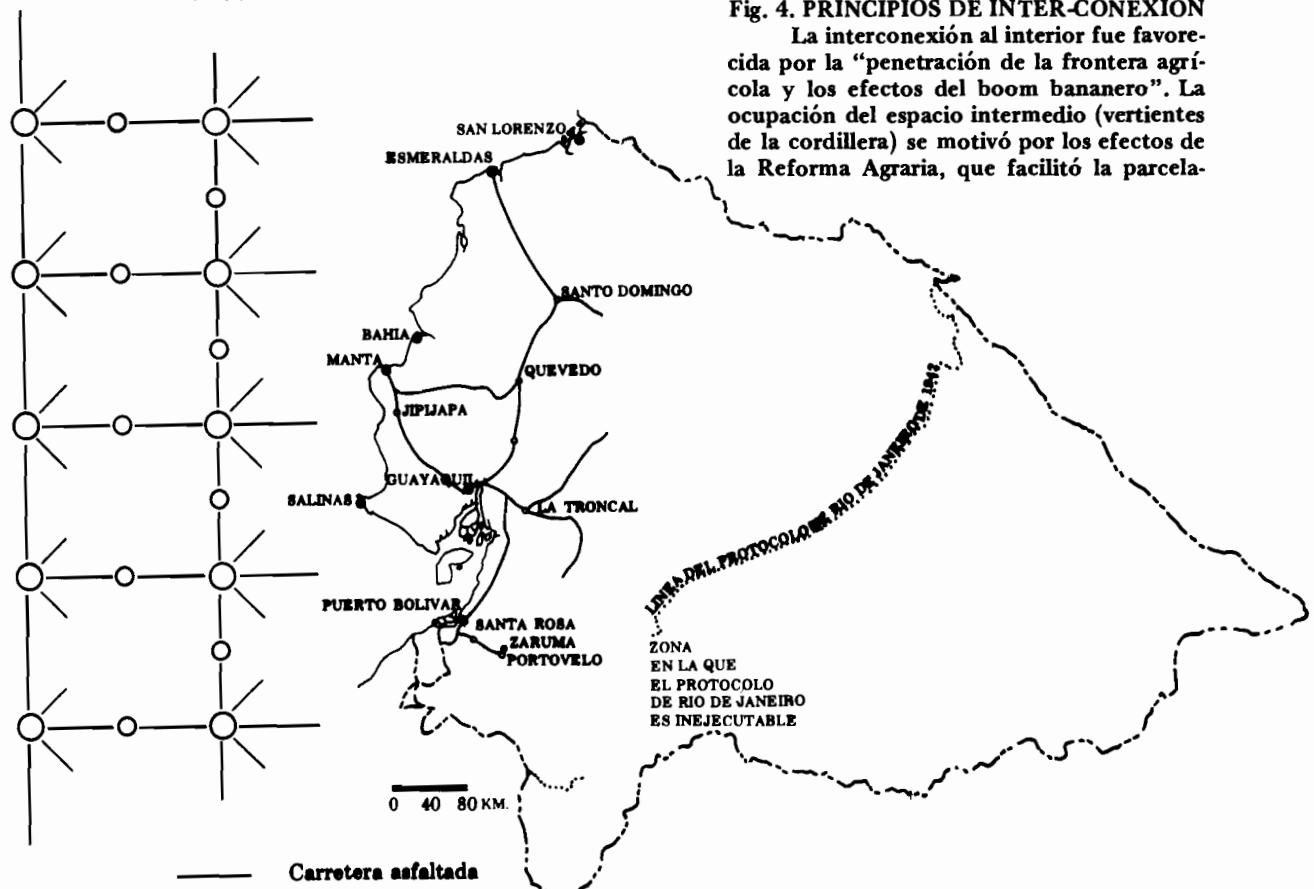 Fig. 4. PRINCIPIOS DE INTER-CONEXION
La interconexión al interior fue favore-
cida por la “penetración de la frontera agrí-
cola y los efectos del boom bananero”. La
ocupación del espacio intermedio (vertientes
de la cordillera) se motivó por los efectos de
la Reforma Agraria, que facilitó la parcela-
SAN LORENZO
ESMERALDAS
SANTO DOMINGO
BAHIA
MANTA
QUEVEDO
JIPIJAPA
GUAYAQUIL
SALINAS
LA TRONCAL
PUERTO BOLIVAR
SANTA ROSA
ZARUMA
PORTOVELO
LINEA DEL PROTOCOLO DE RIO DE JANEIRO DE 1942
ZONA
EN LA QUE
EL PROTOCOLO
DE RIO DE JANEIRO
ES INEJECUTABLE
0 40 80 KM.
Carretera asfaltada